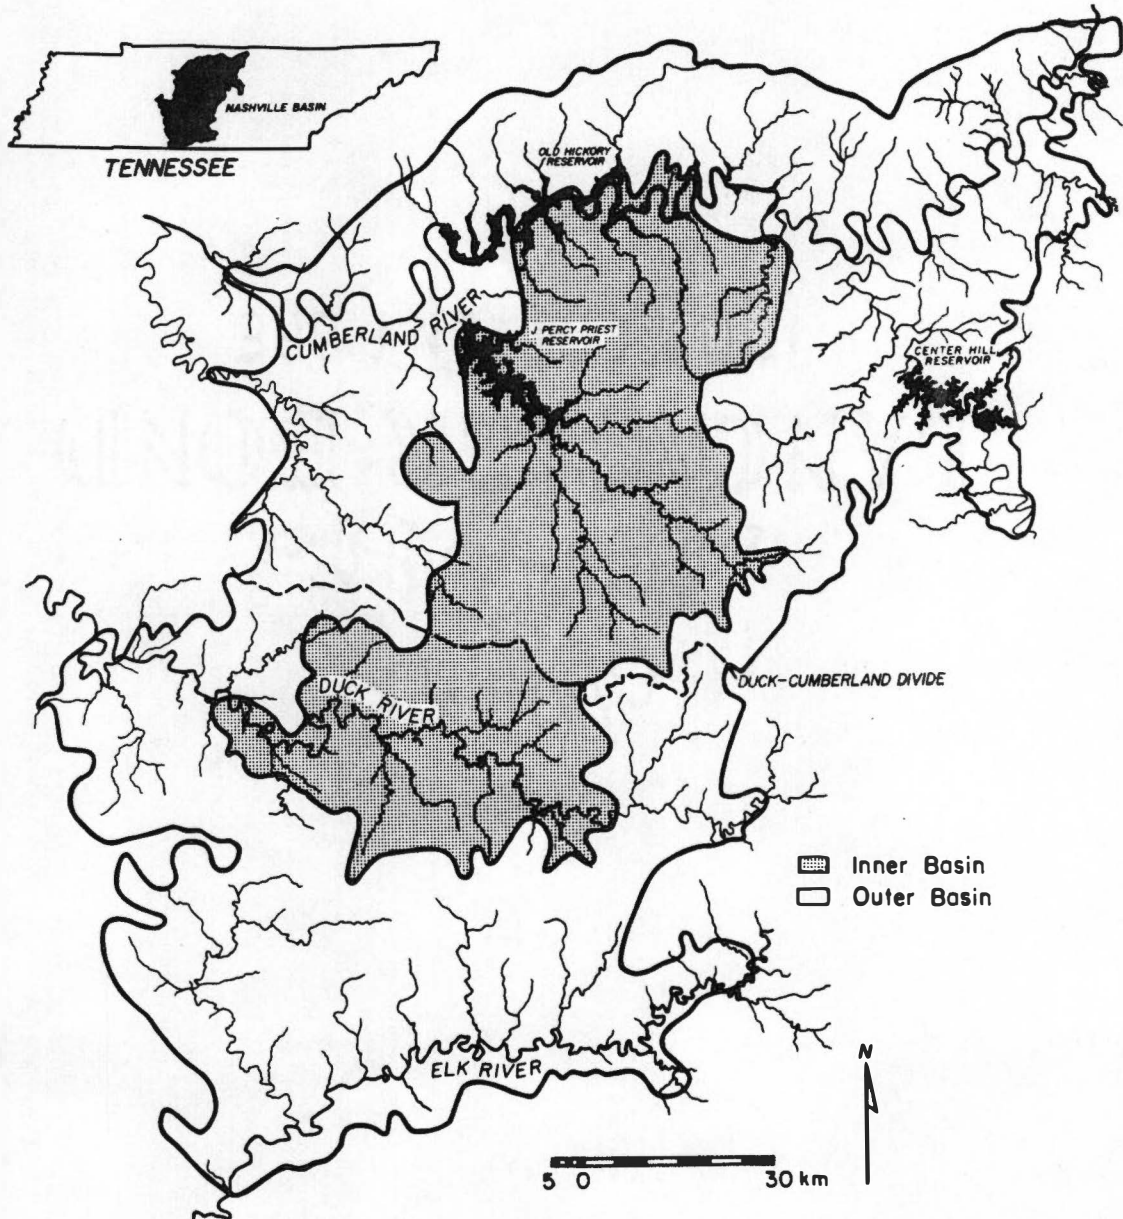 NASHVILLE BASIN
TENNESSEE
OLD HICKORY
RESERVOIR
CUMBERLAND RIVER
J PERCY PRIEST
RESERVOIR
CENTER HILL
RESERVOIR
DUCK RIVER
DUCK-CUMBERLAND DIVIDE
Inner Basin
Outer Basin
ELK RIVER
N
5 0 30 km